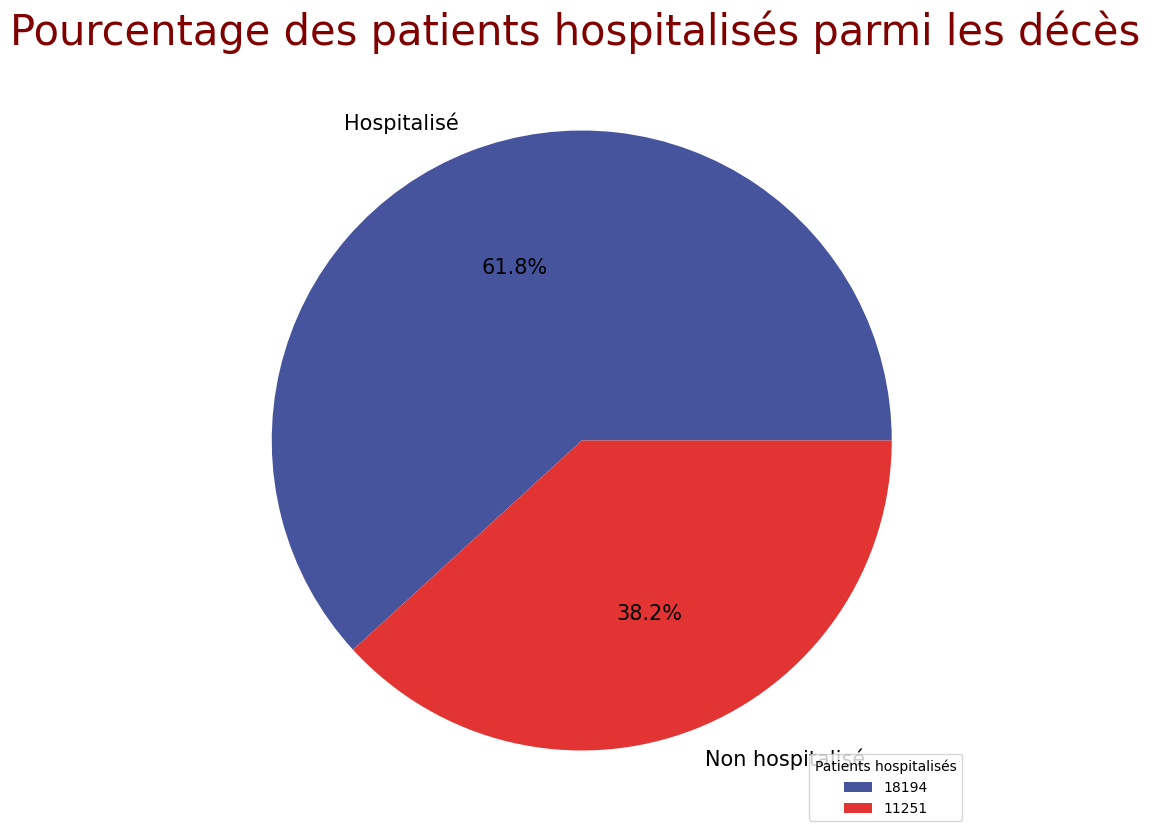 Pourcentage des patients hospitalisés parmi les décès
Hospitalisé
61.8%
38.2%
Non hospitalisé
Patients hospitalisés
18194
11251